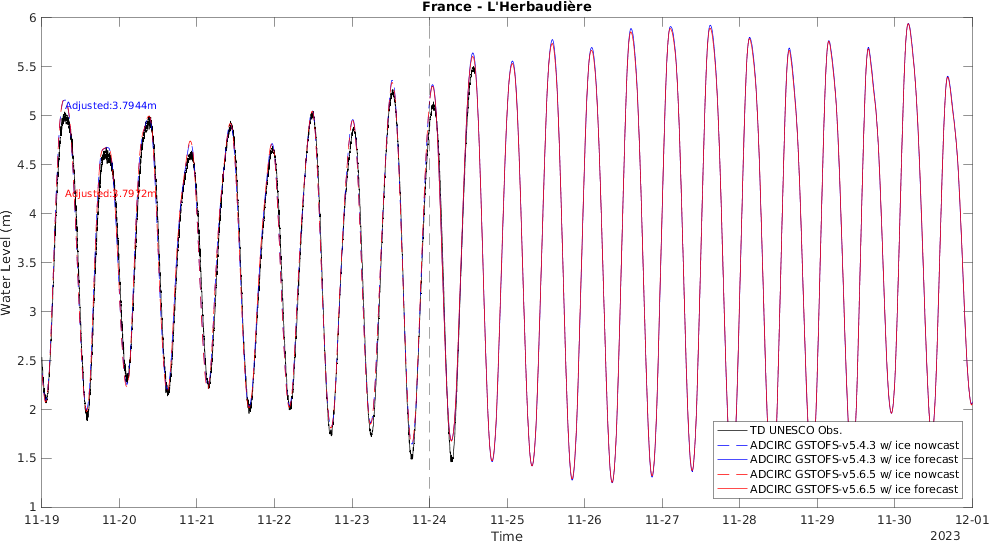 France - L'Herbaudière
6
5.5
5
4.5
4
3.5
3
2.5
2
1.5
1
Water Level (m)
Adjusted:3.7944m
Adjusted:3.7972m
TD UNESCO Obs.
ADCIRC GSTOFS-v5.4.3 w/ ice nowcast
ADCIRC GSTOFS-v5.4.3 w/ ice forecast
ADCIRC GSTOFS-v5.6.5 w/ ice nowcast
ADCIRC GSTOFS-v5.6.5 w/ ice forecast
11-19 11-20 11-21 11-22 11-23 11-24 11-25 11-26 11-27 11-28 11-29 11-30 12-01
Time
2023